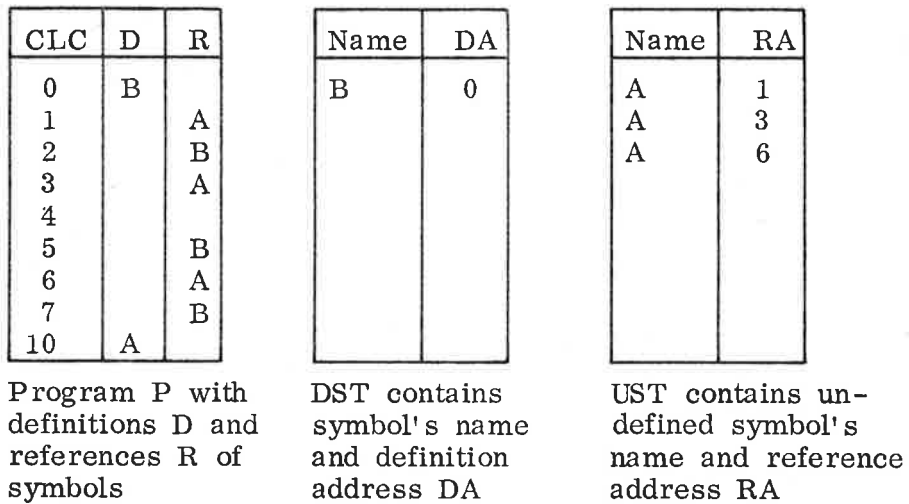 CLC D R
0 B
1 A
2 B
3 A
4
5 B
6 A
7 B
10 A
Program P with
definitions D and
references R of
symbols
Name DA
B 0
DST contains
symbol's name
and definition
address DA
Name RA
A 1
A 3
A 6
UST contains un-
defined symbol's
name and reference
address RA